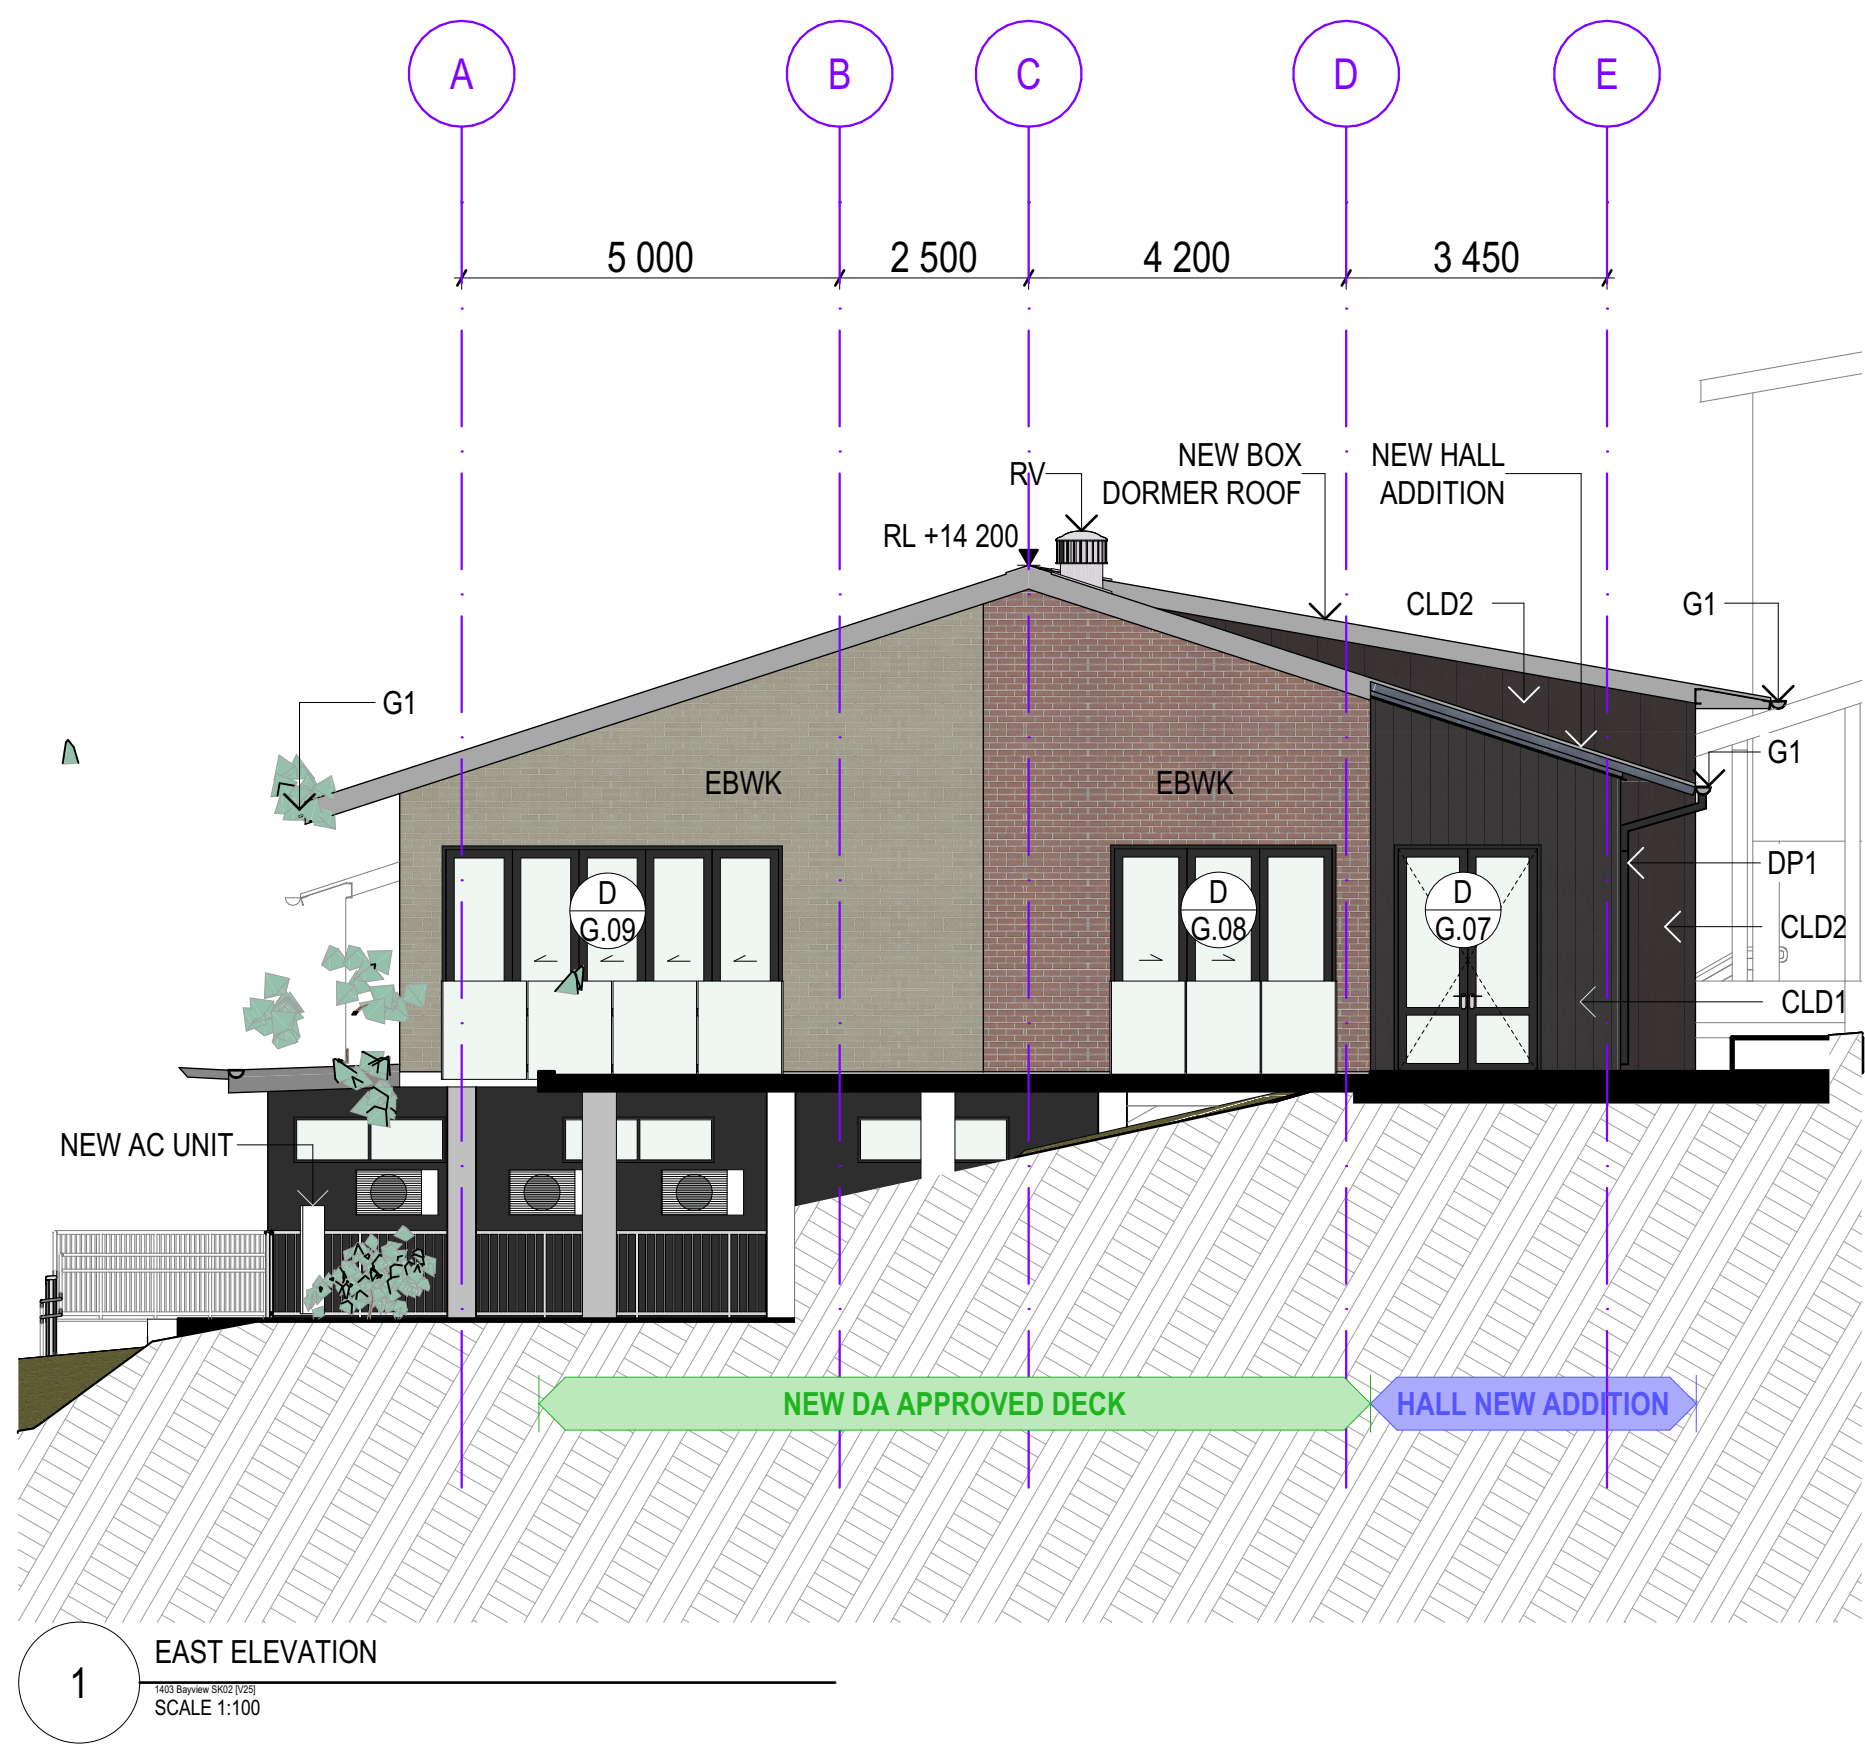 A B C D E
5 000 2 500 4 200 3 450
NEW BOX
DORMER ROOF
NEW HALL
ADDITION
RV
RL +14 200
CLD2
G1
G1
G1
EBWK
EBWK
D
G.09
D
G.08
D
G.07
DP1
CLD2
CLD1
NEW AC UNIT
NEW DA APPROVED DECK
HALL NEW ADDITION
1
EAST ELEVATION
1403 Bayview SK02 [V25]
SCALE 1:100